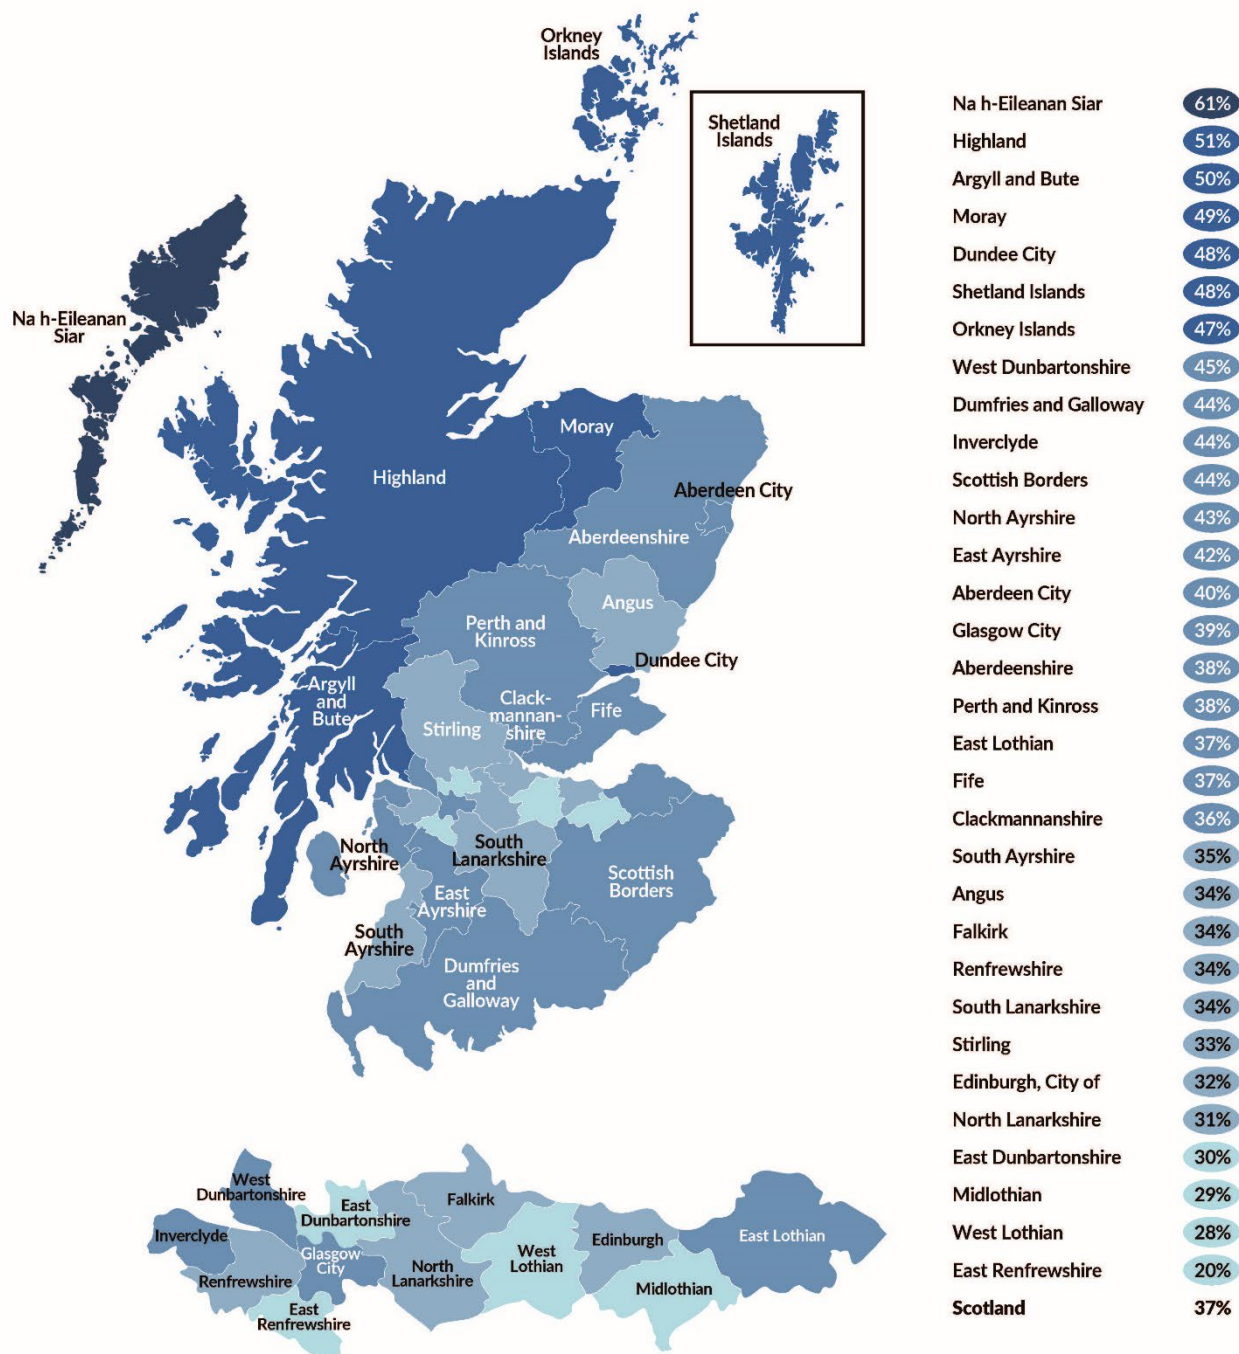 Orkney
Islands
Shetland
Islands
Na h-Eileanan
Siar
Moray
Highland
Aberdeen City
Aberdeenshire
Angus
Perth and
Kinross
Dundee City
Argyll
and
Bute
Clack-
mannan-
shire
Fife
Stirling
North
Ayrshire
South
Lanarkshire
Scottish
Borders
East
Ayrshire
South
Ayrshire
Dumfries
and
Galloway
West
Dunbartonshire
East
Dunbartonshire
Falkirk
Inverclyde
Glasgow
City
Edinburgh
East Lothian
West
Lothian
Renfrewshire
North
Lanarkshire
Midlothian
East
Renfrewshire
Na h-Eileanan Siar 61%
Highland 51%
Argyll and Bute 50%
Moray 49%
Dundee City 48%
Shetland Islands 48%
Orkney Islands 47%
West Dunbartonshire 45%
Dumfries and Galloway 44%
Inverclyde 44%
Scottish Borders 44%
North Ayrshire 43%
East Ayrshire 42%
Aberdeen City 40%
Glasgow City 39%
Aberdeenshire 38%
Perth and Kinross 38%
East Lothian 37%
Fife 37%
Clackmannanshire 36%
South Ayrshire 35%
Angus 34%
Falkirk 34%
Renfrewshire 34%
South Lanarkshire 34%
Stirling 33%
Edinburgh, City of 32%
North Lanarkshire 31%
East Dunbartonshire 30%
Midlothian 29%
West Lothian 28%
East Renfrewshire 20%
Scotland 37%